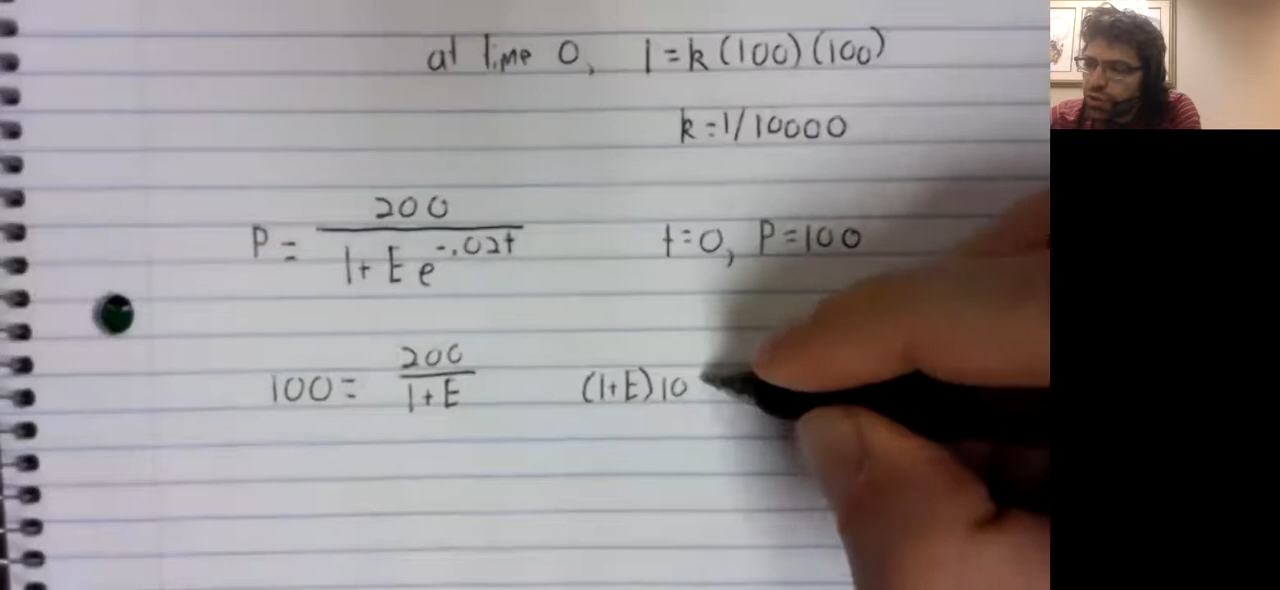 at time 0, 1 = k (100) (100)
k = 1/10000
P = 200 / 1 + E e^-.02t t=0, P=100
100 = 200 / 1+E (1+E)10